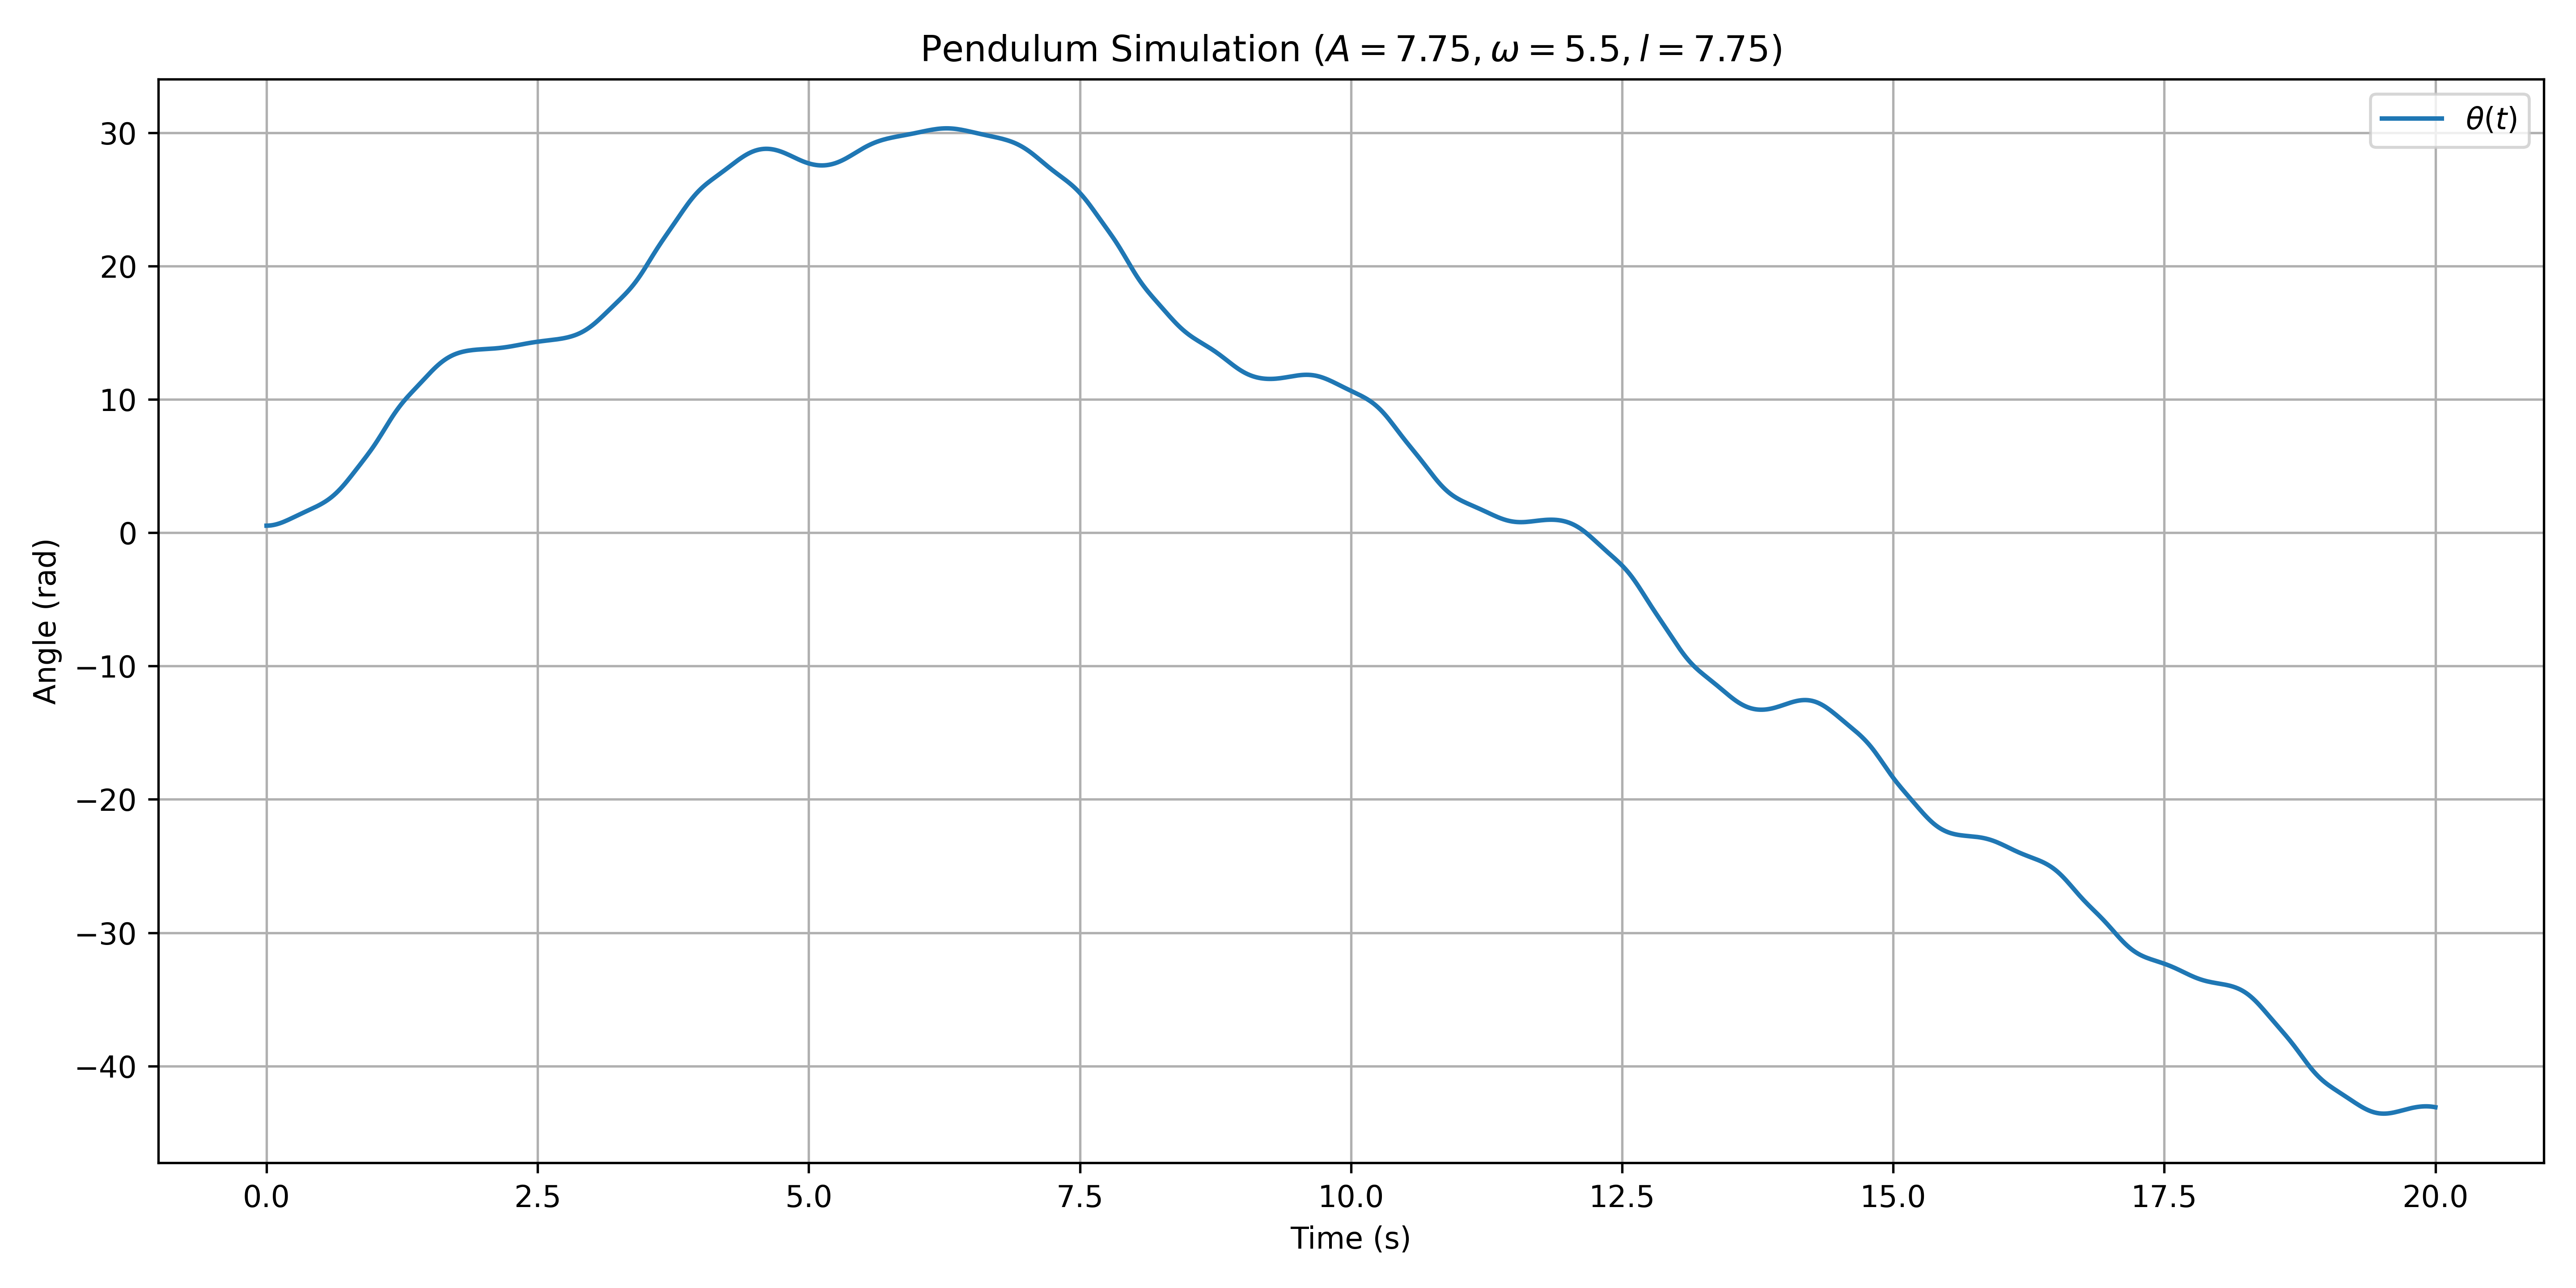 Pendulum Simulation (A = 7.75, ω = 5.5, l = 7.75)
θ(t)
30
20
10
0
−10
−20
−30
−40
Angle (rad)
0.0 2.5 5.0 7.5 10.0 12.5 15.0 17.5 20.0
Time (s)